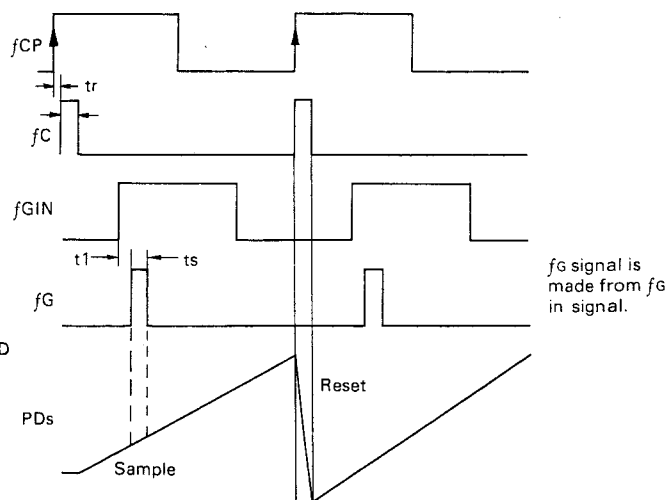 fCP
tr
fC
fGIN
t1
ts
fG signal is
made from fG
in signal.
fG
D
Reset
PDs
Sample